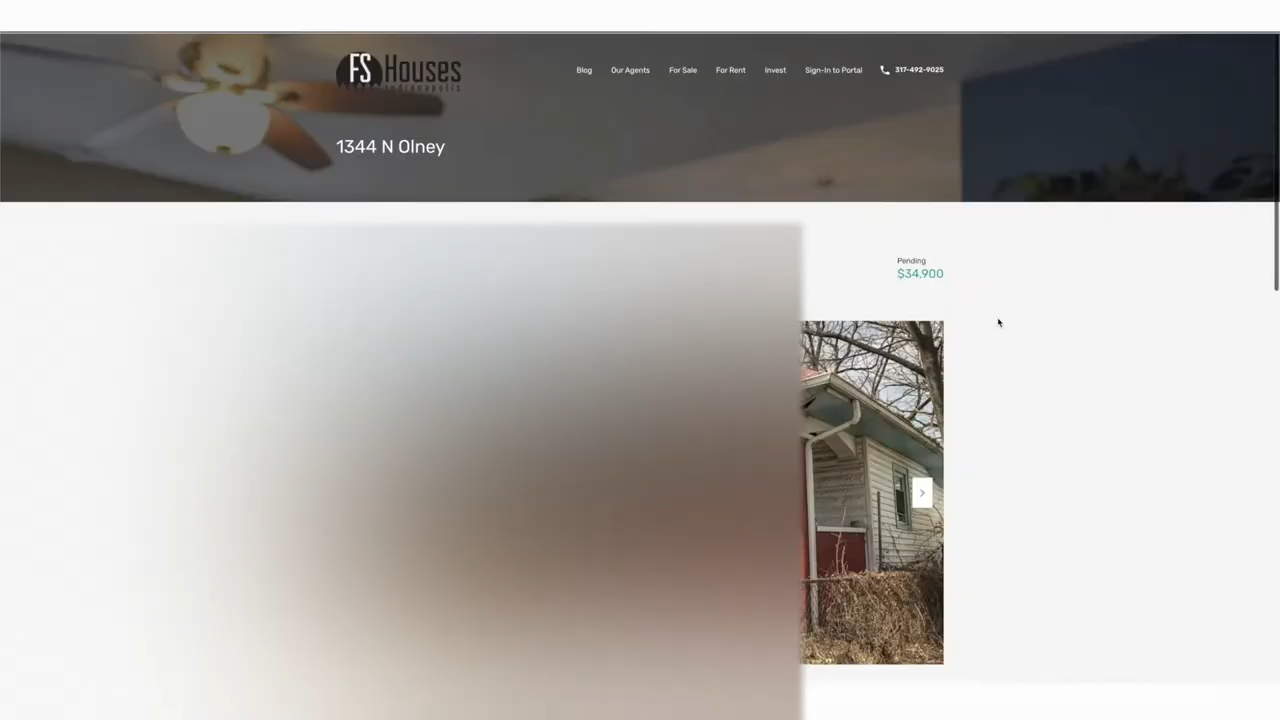 FS Houses
indianapolis
Blog
Our Agents
For Sale
For Rent
Invest
Sign-In to Portal
317-492-9025
1344 N Olney
Pending
$34,900